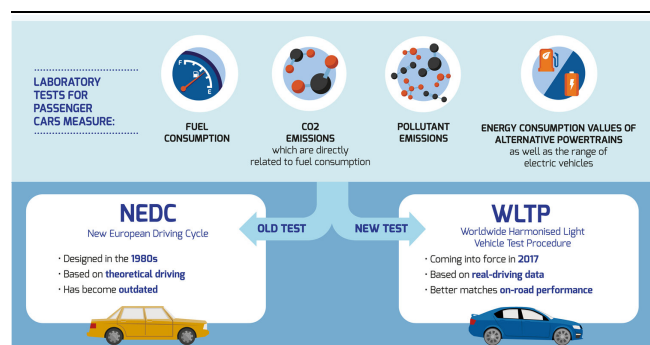 LABORATORY
TESTS FOR
PASSENGER
CARS MEASURE:
F
E
FUEL
CONSUMPTION
CO2
EMISSIONS
which are directly
related to fuel consumption
POLLUTANT
EMISSIONS
ENERGY CONSUMPTION VALUES OF
ALTERNATIVE POWERTRAINS
as well as the range of
electric vehicles
NEDC
New European Driving Cycle
• Designed in the 1980s
• Based on theoretical driving
• Has become outdated
OLD TEST
NEW TEST
WLTP
Worldwide Harmonised Light
Vehicle Test Procedure
• Coming into force in 2017
• Based on real-driving data
• Better matches on-road performance